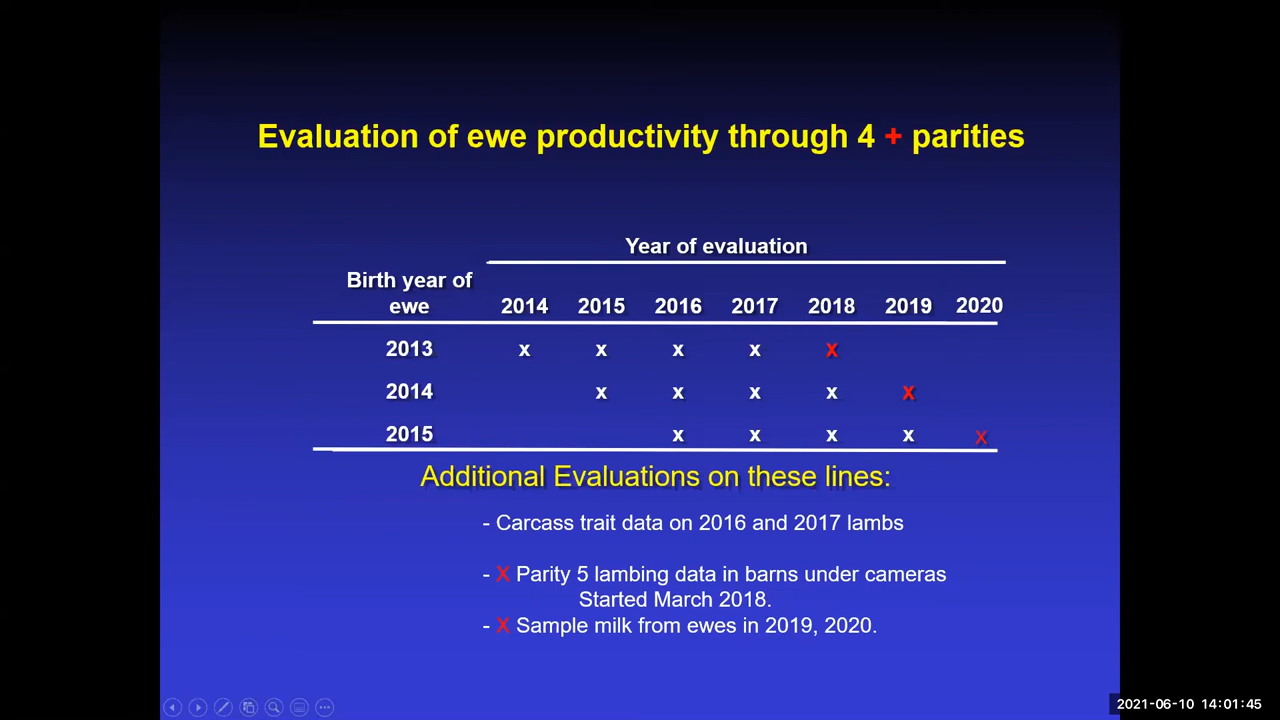 Evaluation of ewe productivity through 4 + parities
Year of evaluation
Birth year of
ewe 2014 2015 2016 2017 2018 2019 2020
2013 x x x x x
2014 x x x x x
2015 x x x x x
Additional Evaluations on these lines:
- Carcass trait data on 2016 and 2017 lambs
- X Parity 5 lambing data in barns under cameras
Started March 2018.
- X Sample milk from ewes in 2019, 2020.
2021-06-10 14:01:45